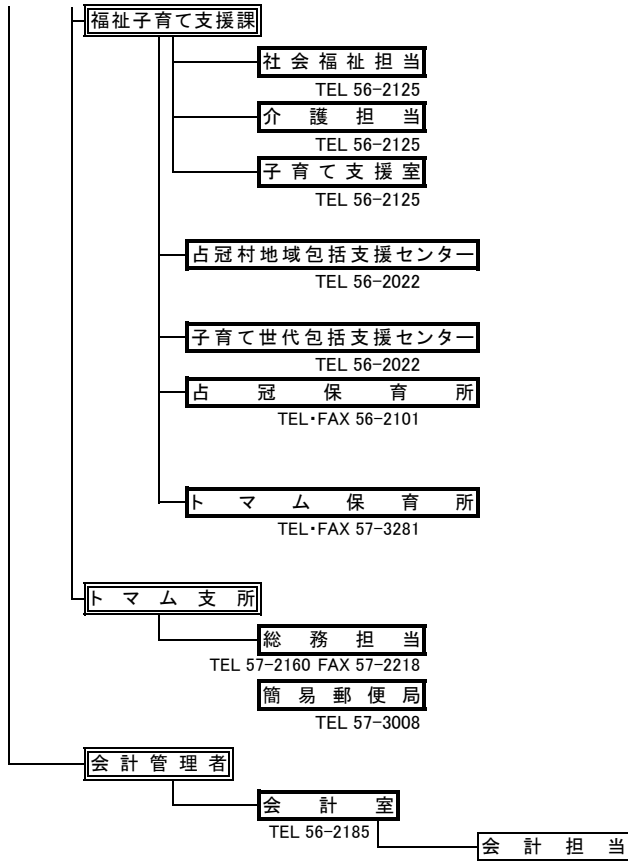 福祉子育て支援課
社会福祉担当
TEL 56-2125
介護担当
TEL 56-2125
子育て支援室
TEL 56-2125
占冠村地域包括支援センター
TEL 56-2022
子育て世代包括支援センター
TEL 56-2022
占冠保育所
TEL・FAX 56-2101
トマム保育所
TEL・FAX 57-3281
トマム支所
総務担当
TEL 57-2160 FAX 57-2218
簡易郵便局
TEL 57-3008
会計管理者
会計室
TEL 56-2185
会計担当